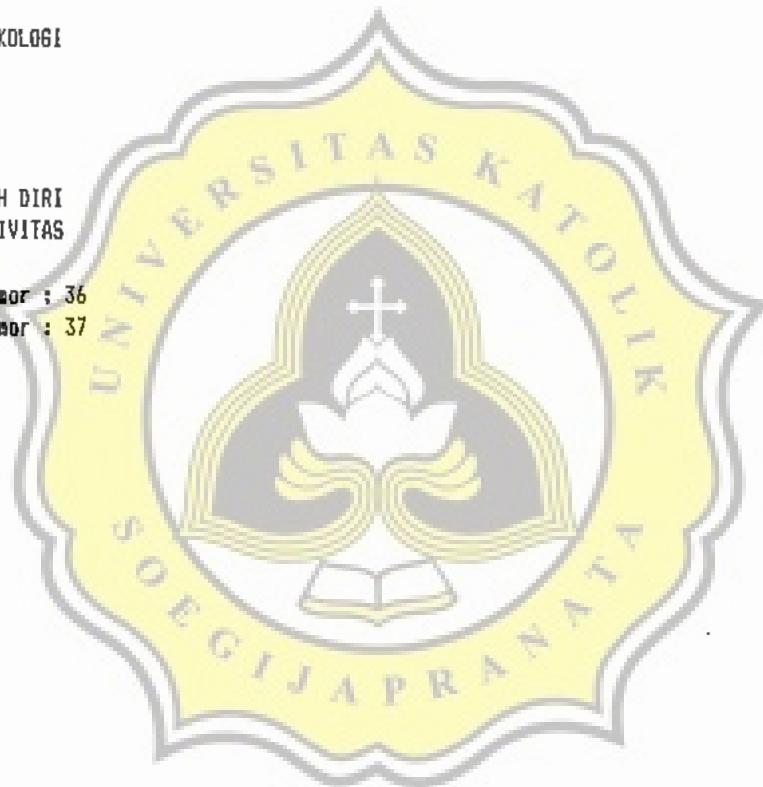 KOLOGI
H DIRI
IVITAS
mor : 36
mor : 37
UNIVERSITAS KATOLIK
SOEGIJAPRANATA